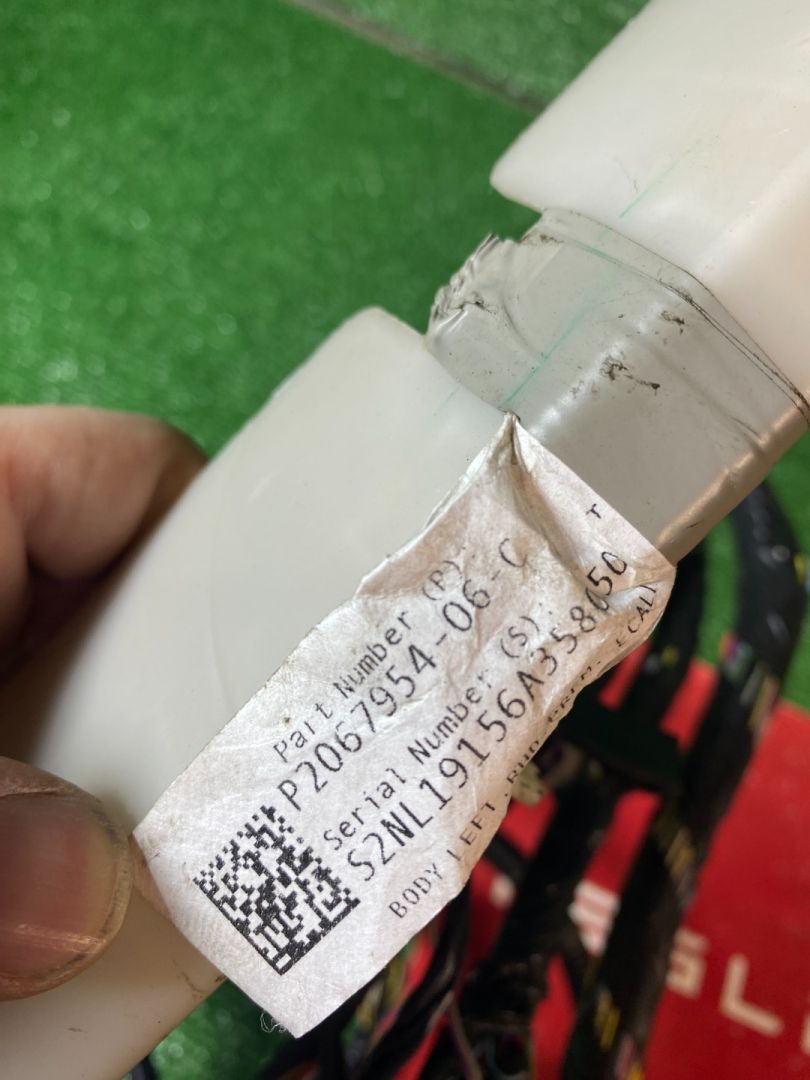 Part Number (P):
P2067954-06-C
Serial Number (S):
S2NL19156A358050
BODY LEFT